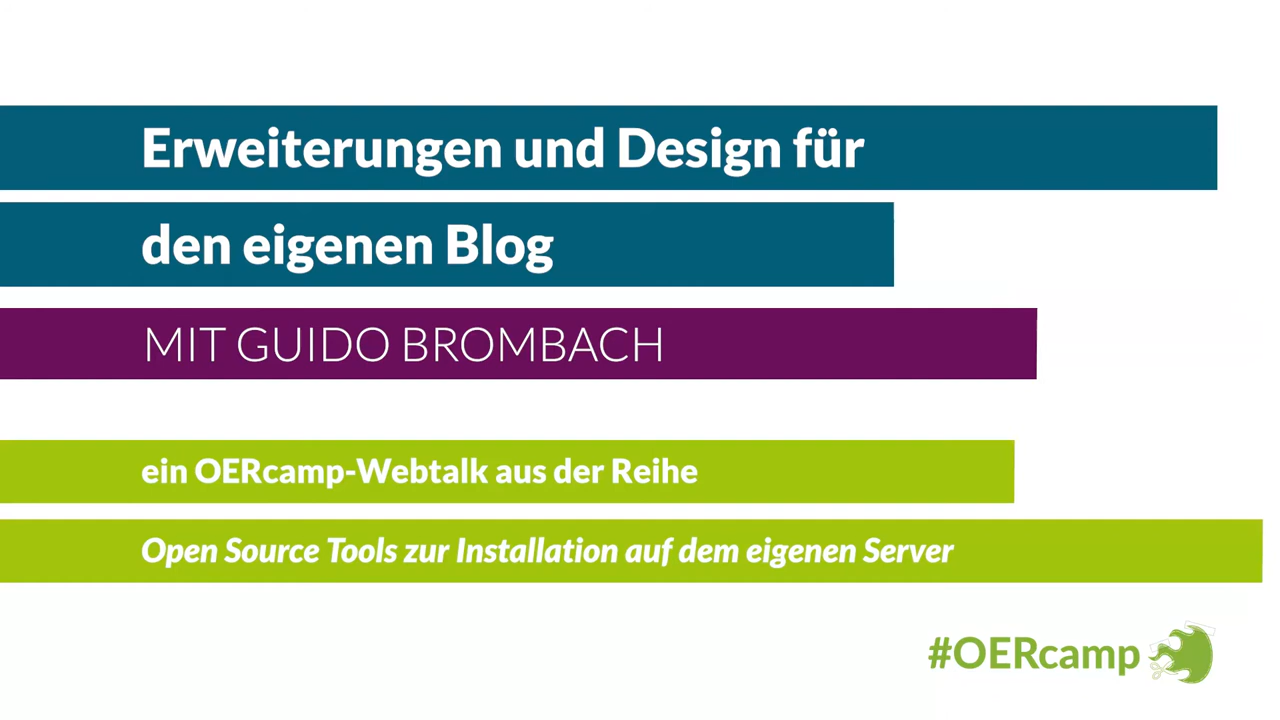 Erweiterungen und Design für
den eigenen Blog
MIT GUIDO BROMBACH
ein OERcamp-Webtalk aus der Reihe
Open Source Tools zur Installation auf dem eigenen Server
#OERcamp